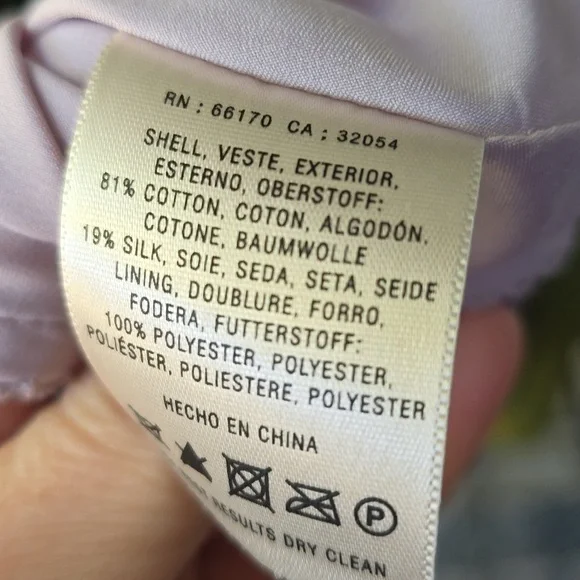 RN : 66170 CA : 32054
SHELL, VESTE, EXTERIOR,
ESTERNO, OBERSTOFF:
81% COTTON, COTON, ALGODÓN,
COTONE, BAUMWOLLE
19% SILK, SOIE, SEDA, SETA, SEIDE
LINING, DOUBLURE, FORRO,
FODERA, FUTTERSTOFF:
100% POLYESTER, POLYESTER,
POLIÉSTER, POLIESTERE, POLYESTER
HECHO EN CHINA
P
RESULTS DRY CLEAN